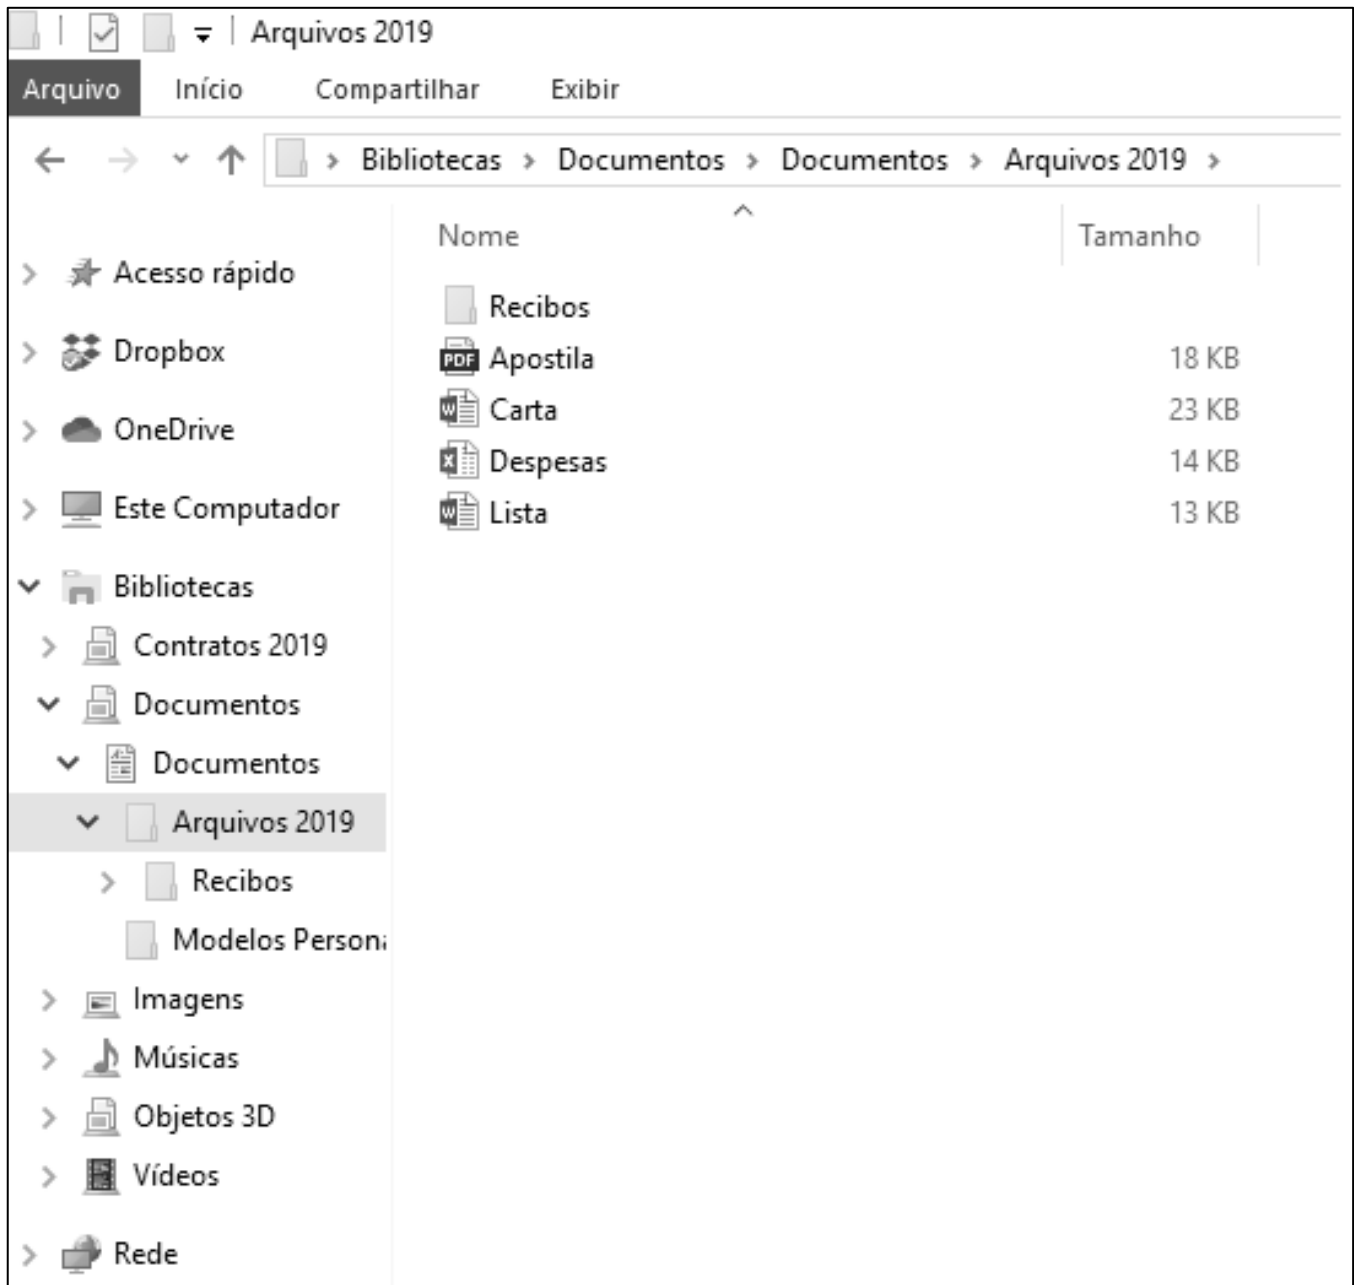 Arquivos 2019
Arquivo Início Compartilhar Exibir
Bibliotecas > Documentos > Documentos > Arquivos 2019 >
Nome Tamanho
Acesso rápido
Dropbox
OneDrive
Este Computador
Bibliotecas
Contratos 2019
Documentos
Documentos
Arquivos 2019
Recibos
Modelos Persona
Imagens
Músicas
Objetos 3D
Vídeos
Rede
Recibos
PDF Apostila 18 KB
Carta 23 KB
Despesas 14 KB
Lista 13 KB